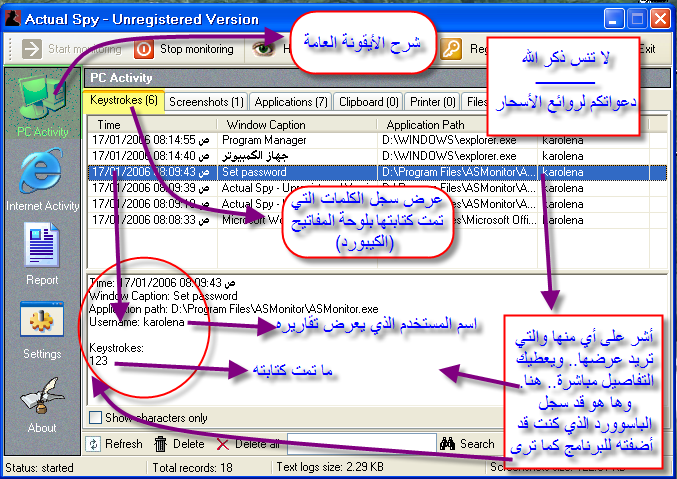 Actual Spy - Unregistered Version
Start monitoring
Stop monitoring
شرح الأيقونة العامة
PC Activity
Internet Activity
Report
Settings
About
PC Activity
Keystrokes (6)
Screenshots (1)
Applications (7)
Clipboard (0)
Printer (0)
Files
لا تنس ذكر الله
دعواتكم لروائع الأسحار
Time
Window Caption
Application Path
17/01/2006 08:14:55 ص Program Manager D:\WINDOWS\explorer.exe karolena
17/01/2006 08:14:40 ص جهاز الكمبيوتر D:\WINDOWS\explorer.exe karolena
17/01/2006 08:09:43 ص Set password D:\Program Files\ASMonitor\A... karolena
17/01/2006 08:09:39 ص Actual Spy - D:\Program Files\ASMonitor\A... karolena
17/01/2006 08:09:19 ص Actual Spy - Files\ASMonitor\A... karolena
17/01/2006 08:08:33 ص Microsoft Files\Microsoft Offi... karolena
عرض سجل الكلمات التي
تمت كتابتها بلوحة المفاتيح
(الكيبورد)
Time: 17/01/2006 08:09:43 ص
Window Caption: Set password
Application path: D:\Program Files\ASMonitor\ASMonitor.exe
Username: karolena
اسم المستخدم الذي يعرض تقاريره
Keystrokes:
123
ما تمت كتابته
أشر على أي منها والتي
تريد عرضها.. ويعطيك
التفاصيل مباشرة.. هنا.
وها هو قد سجل
الباسوورد الذي كنت قد
أضفته للبرنامج كما ترى
Show characters only
Refresh
Delete
Delete all
Search
Status: started
Total records: 18
Text logs size: 2.29 KB